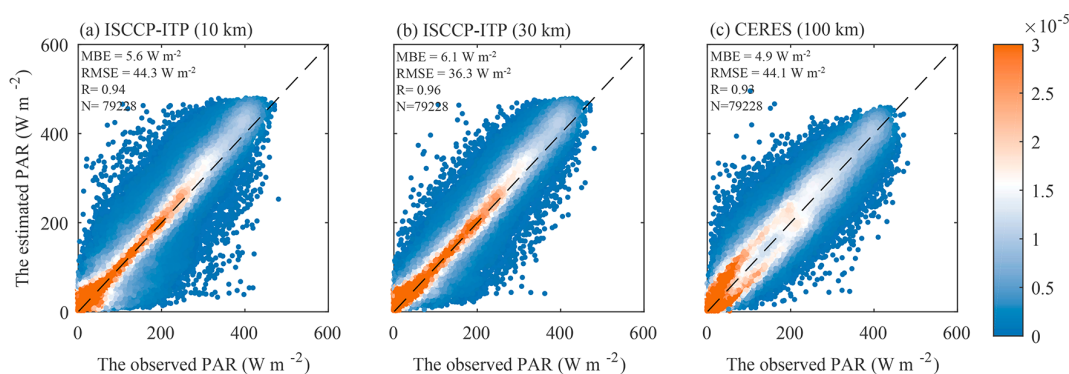 (a) ISCCP-ITP (10 km)
MBE = 5.6 W m-2
RMSE = 44.3 W m-2
R= 0.94
N= 79228
(b) ISCCP-ITP (30 km)
MBE = 6.1 W m-2
RMSE = 36.3 W m-2
R= 0.96
N=79228
(c) CERES (100 km)
MBE = 4.9 W m-2
RMSE = 44.1 W m-2
R= 0.93
N=79228
The estimated PAR (W m -2)
600
400
200
0
0 200 400 600
0 200 400 600
0 200 400 600
The observed PAR (W m -2)
The observed PAR (W m -2)
The observed PAR (W m -2)
×10-5
3
2.5
2
1.5
1
0.5
0